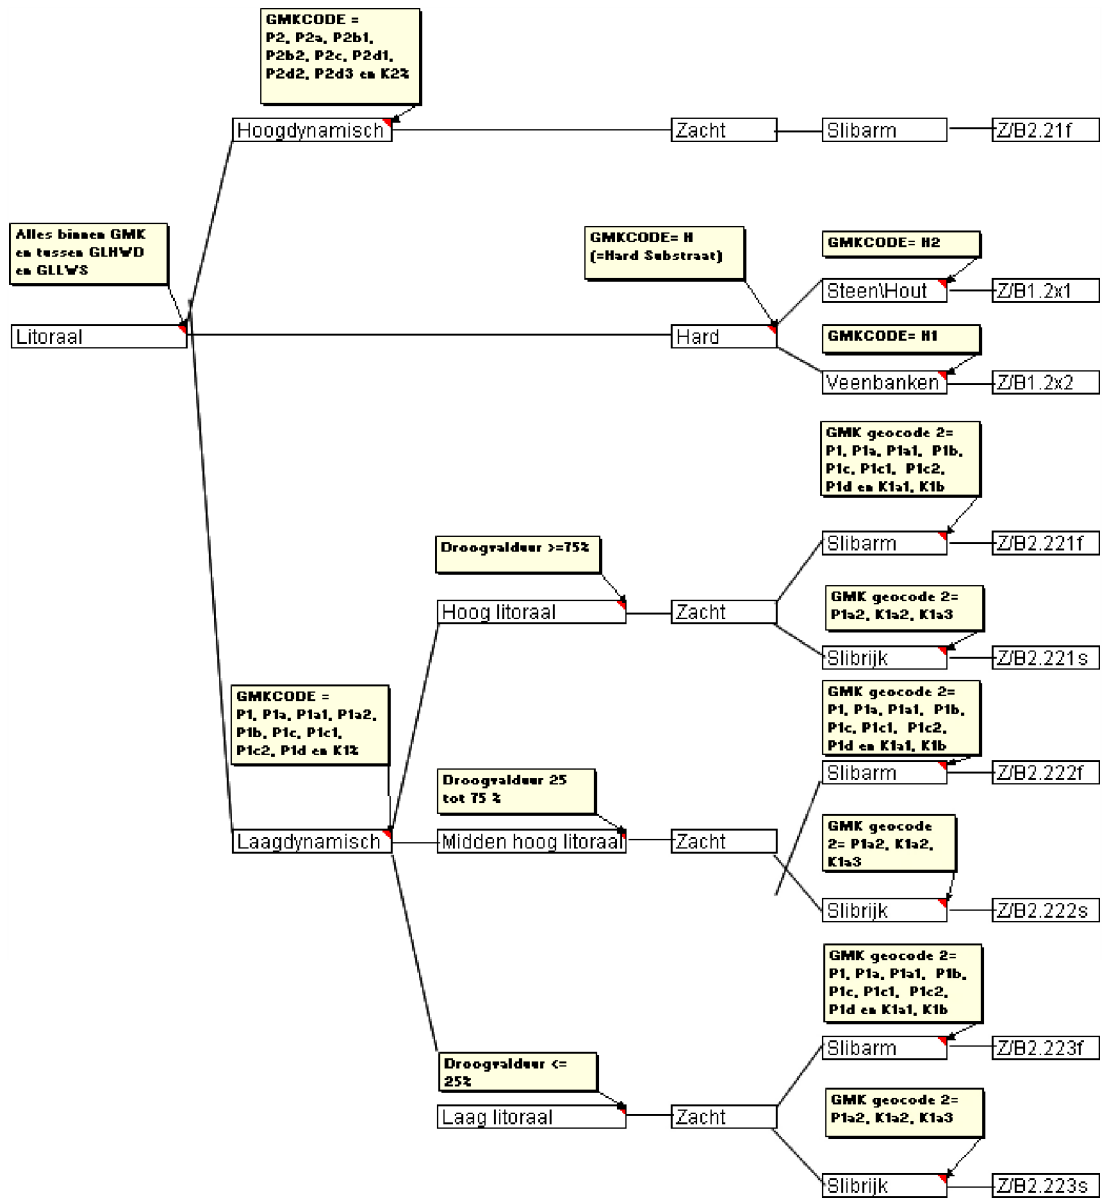 GMKCODE =
P2, P2a, P2b1,
P2b2, P2c, P2d1,
P2d2, P2d3 en K2%
Hoogdynamisch
Zacht
Slibarm
Z/B2.21f
Alles binnen GMK
en tussen GLHWD
en GLLWS
Litoraal
GMKCODE= H
(=Hard Substraat)
Hard
GMKCODE= H2
Steen\Hout
Z/B1.2x1
GMKCODE= H1
Veenbanken
Z/B1.2x2
GMK geocode 2=
P1, P1a, P1a1, P1b,
P1c, P1c1, P1c2,
P1d en K1a1, K1b
Slibarm
Z/B2.221f
Droogvalduur >=75%
Hoog litoraal
Zacht
GMK geocode 2=
P1a2, K1a2, K1a3
Slibrijk
Z/B2.221s
GMKCODE =
P1, P1a, P1a1, P1a2,
P1b, P1c, P1c1,
P1c2, P1d en K1%
Laagdynamisch
GMK geocode 2=
P1, P1a, P1a1, P1b,
P1c, P1c1, P1c2,
P1d en K1a1, K1b
Slibarm
Z/B2.222f
Droogvalduur 25
tot 75 %
Midden hoog litoraal
Zacht
GMK geocode
2= P1a2, K1a2,
K1a3
Slibrijk
Z/B2.222s
GMK geocode 2=
P1, P1a, P1a1, P1b,
P1c, P1c1, P1c2,
P1d en K1a1, K1b
Slibarm
Z/B2.223f
Droogvalduur <=
25%
Laag litoraal
Zacht
GMK geocode 2=
P1a2, K1a2, K1a3
Slibrijk
Z/B2.223s